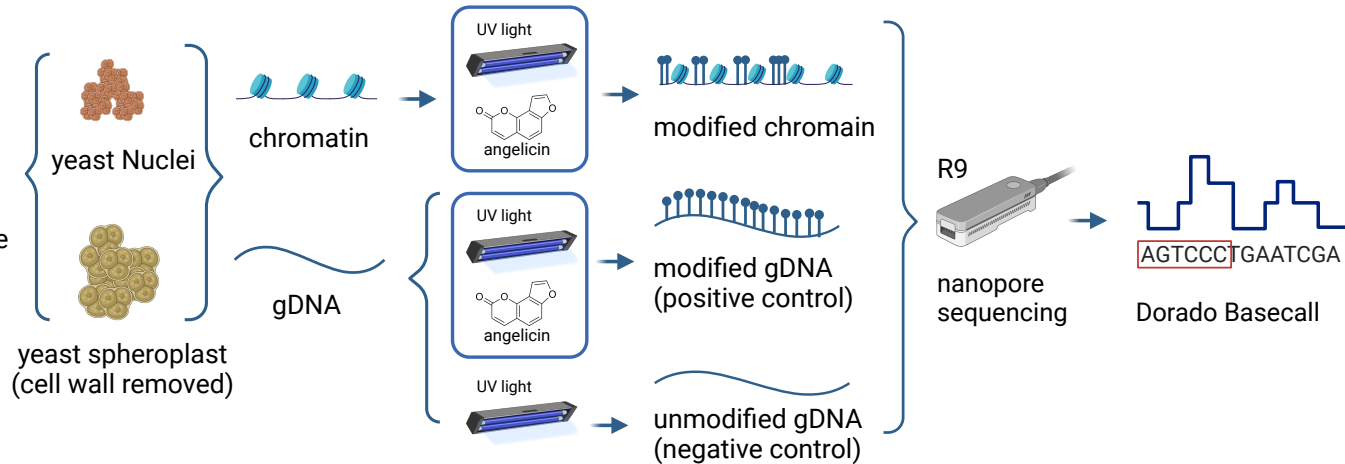 yeast Nuclei
e
yeast spheroplast
(cell wall removed)
chromatin
gDNA
UV light
angelicin
UV light
angelicin
UV light
modified chromain
modified gDNA
(positive control)
unmodified gDNA
(negative control)
R9
nanopore
sequencing
AGTCCCTGAATCGA
Dorado Basecall